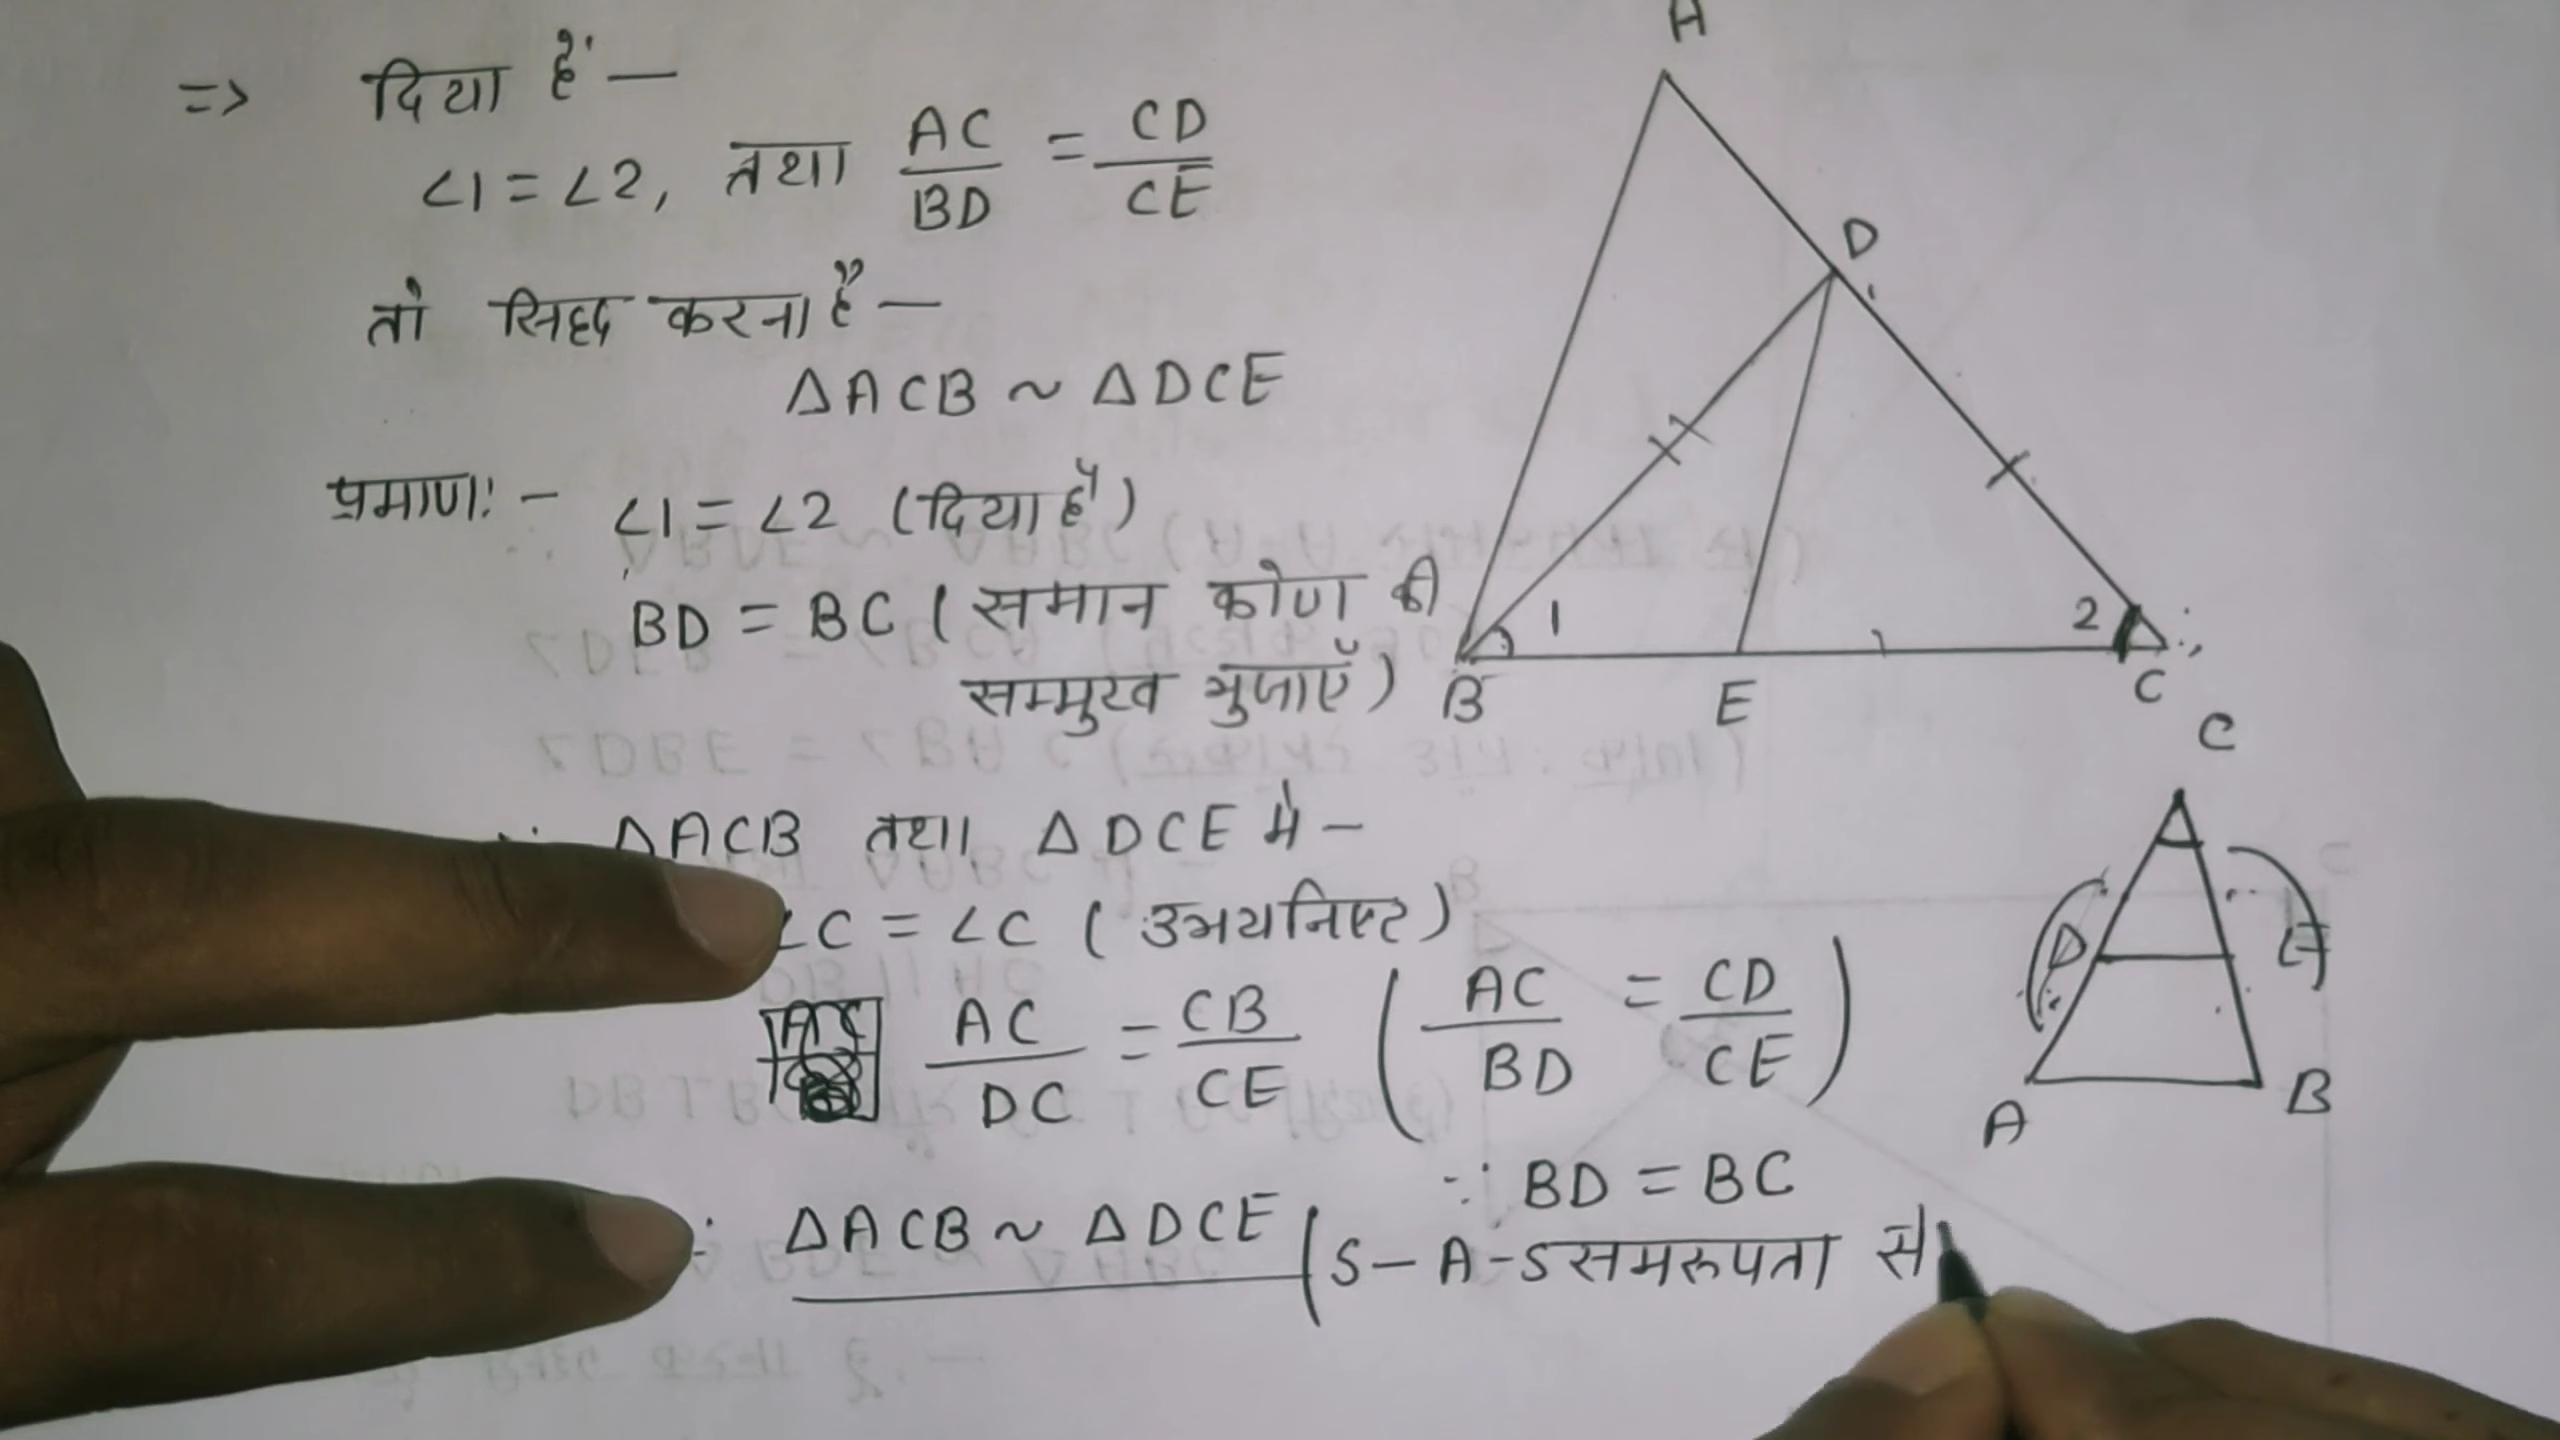 => दिया है —
∠1 = ∠2, तथा AC/BD = CD/CE
तो सिद्ध करना है —
ΔACB ~ ΔDCE
प्रमाण: - ∠1 = ∠2 (दिया है)
BD = BC (समान कोण की
सम्मुख भुजाएँ)
ΔACB तथा ΔDCE में -
∠C = ∠C (उभयनिष्ट)
AC/DC = CB/CE (AC/BD = CD/CE)
∵ BD = BC
∴ ΔACB ~ ΔDCE (S-A-S समरुपता से
A
D
1
2
B
E
C
C
D
E
A
B